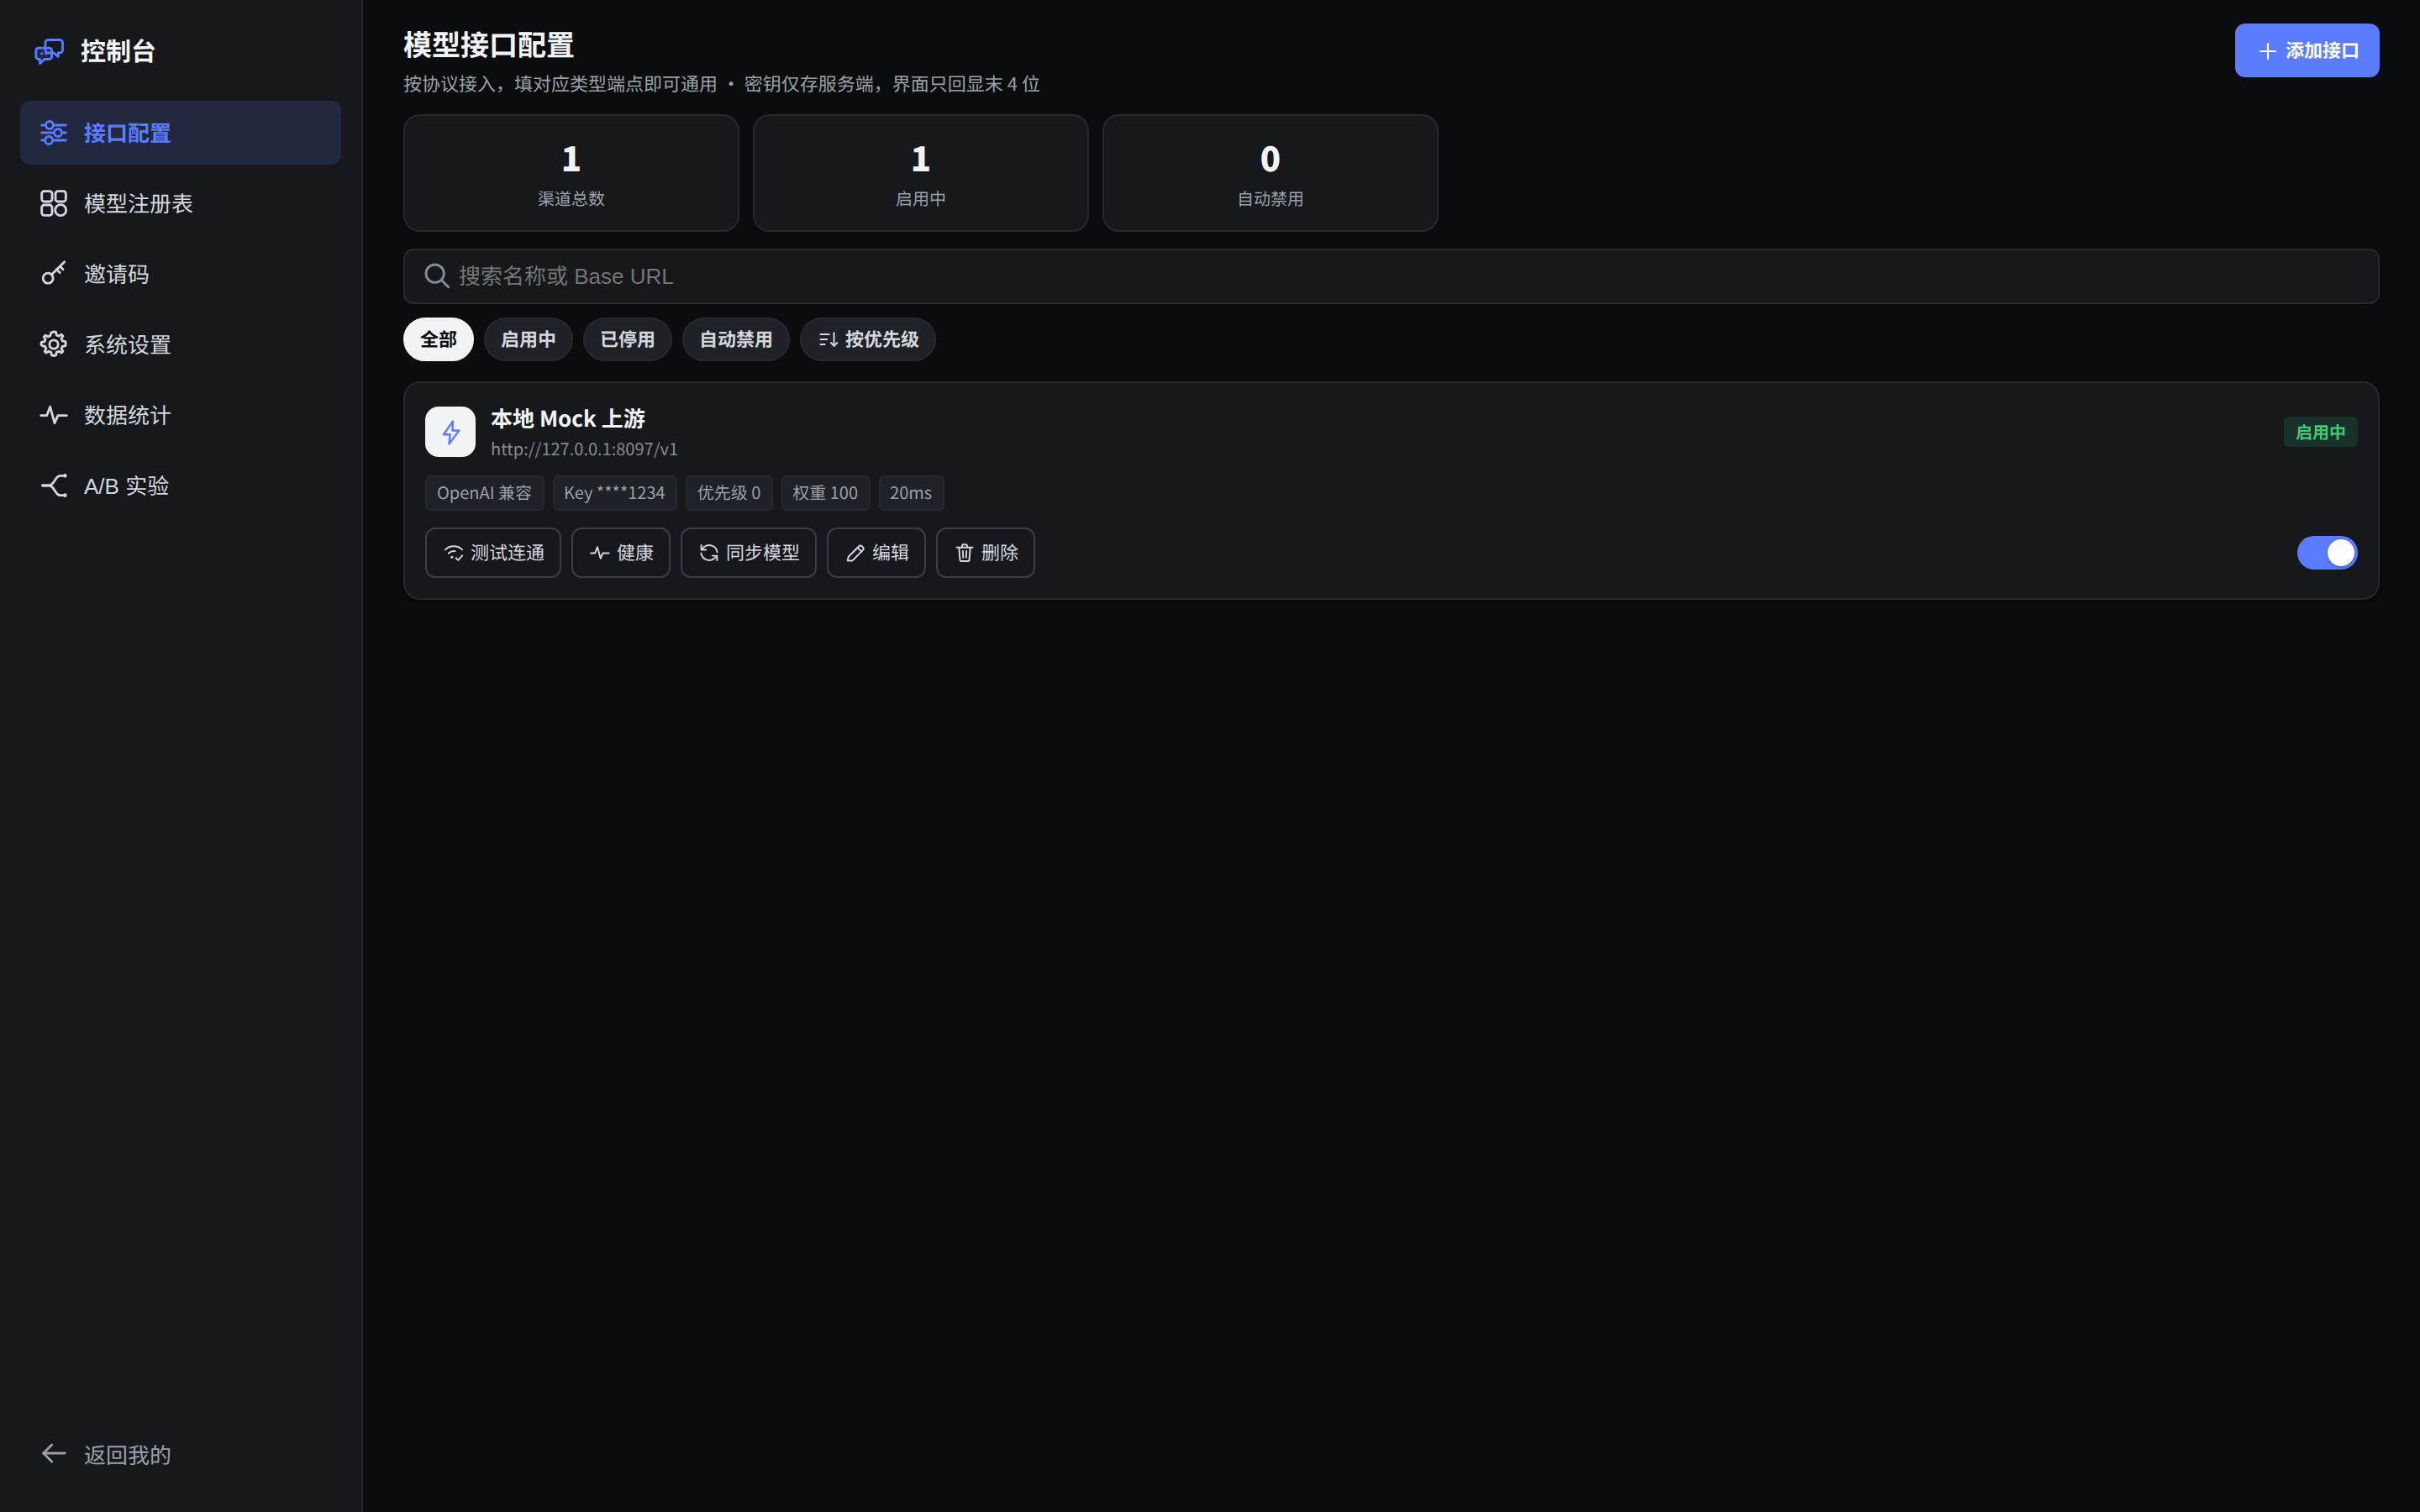 控制台
接口配置
模型注册表
邀请码
系统设置
数据统计
A/B 实验
返回我的
模型接口配置
按协议接入，填对应类型端点即可通用 · 密钥仅存服务端，界面只回显末 4 位
添加接口
1
渠道总数
1
启用中
0
自动禁用
搜索名称或 Base URL
全部
启用中
已停用
自动禁用
按优先级
本地 Mock 上游
http://127.0.0.1:8097/v1
启用中
OpenAI 兼容
Key ****1234
优先级 0
权重 100
20ms
测试连通
健康
同步模型
编辑
删除